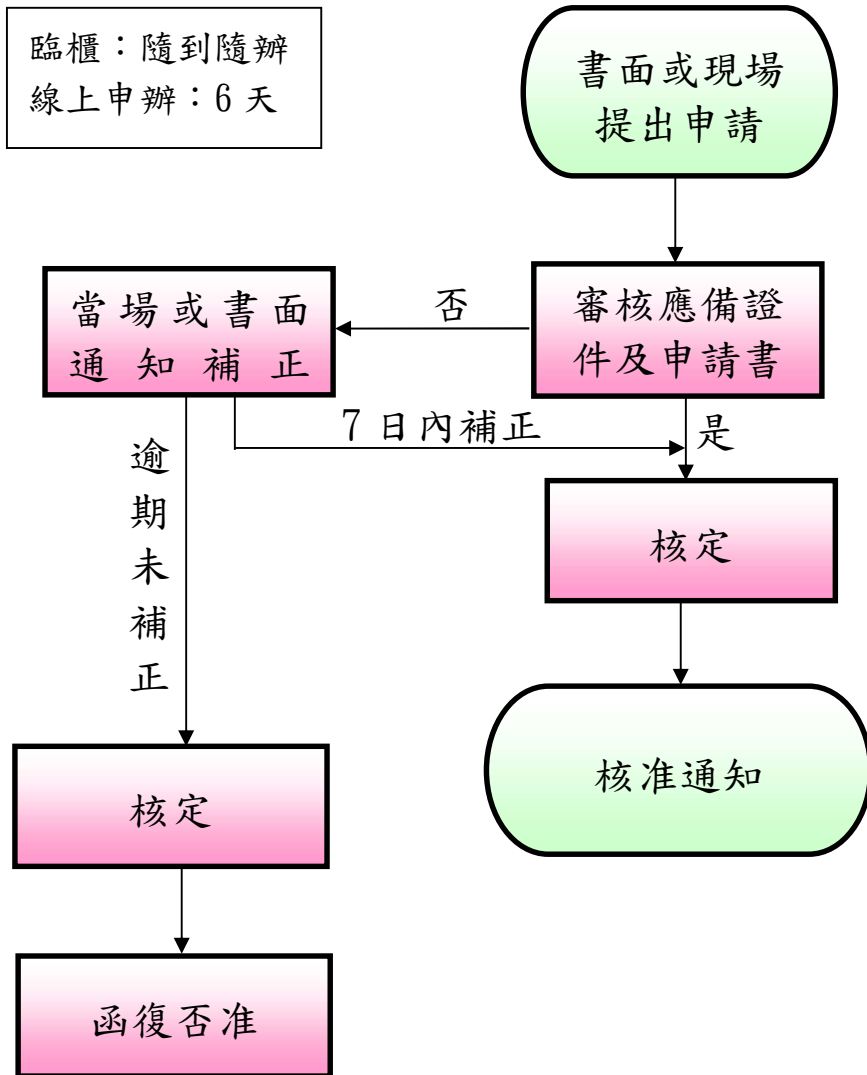 臨櫃：隨到隨辦
線上申辦：6 天
書面或現場
提出申請
審核應備證
件及申請書
否
當場或書面
通知補正
7 日內補正
是
逾期未補正
核定
核准通知
核定
函復否准